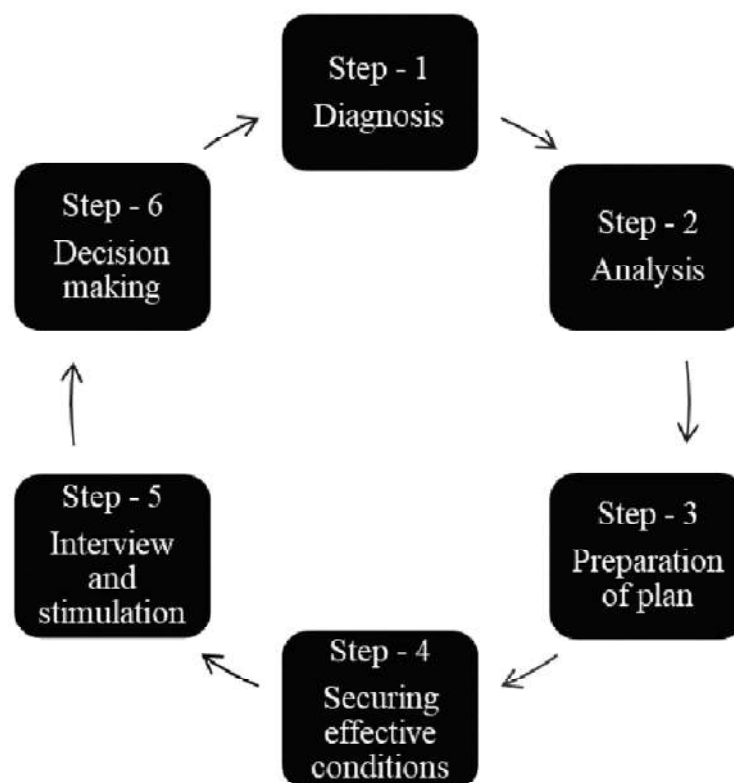 Step - 1
Diagnosis
Step - 2
Analysis
Step - 3
Preparation
of plan
Step - 4
Securing
effective
conditions
Step - 5
Interview
and
stimulation
Step - 6
Decision
making